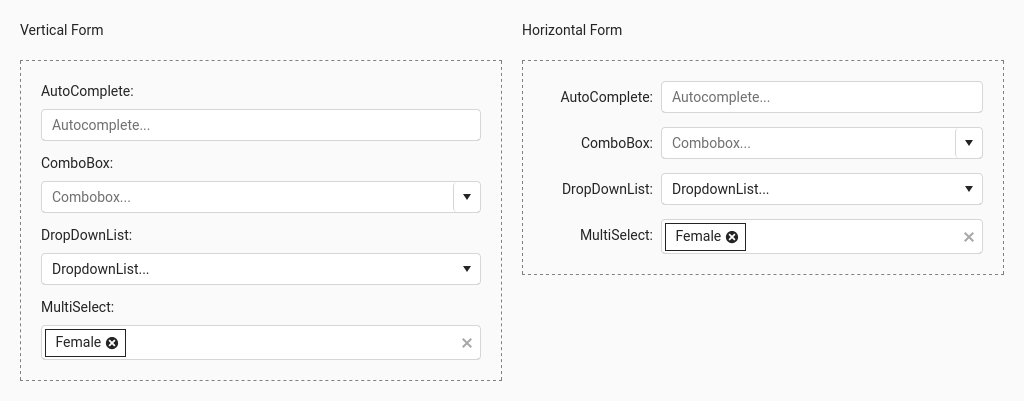 Vertical Form
AutoComplete:
Autocomplete...
ComboBox:
Combobox...
DropDownList:
DropdownList...
MultiSelect:
Female
Horizontal Form
AutoComplete: Autocomplete...
ComboBox: Combobox...
DropDownList: DropdownList...
MultiSelect: Female